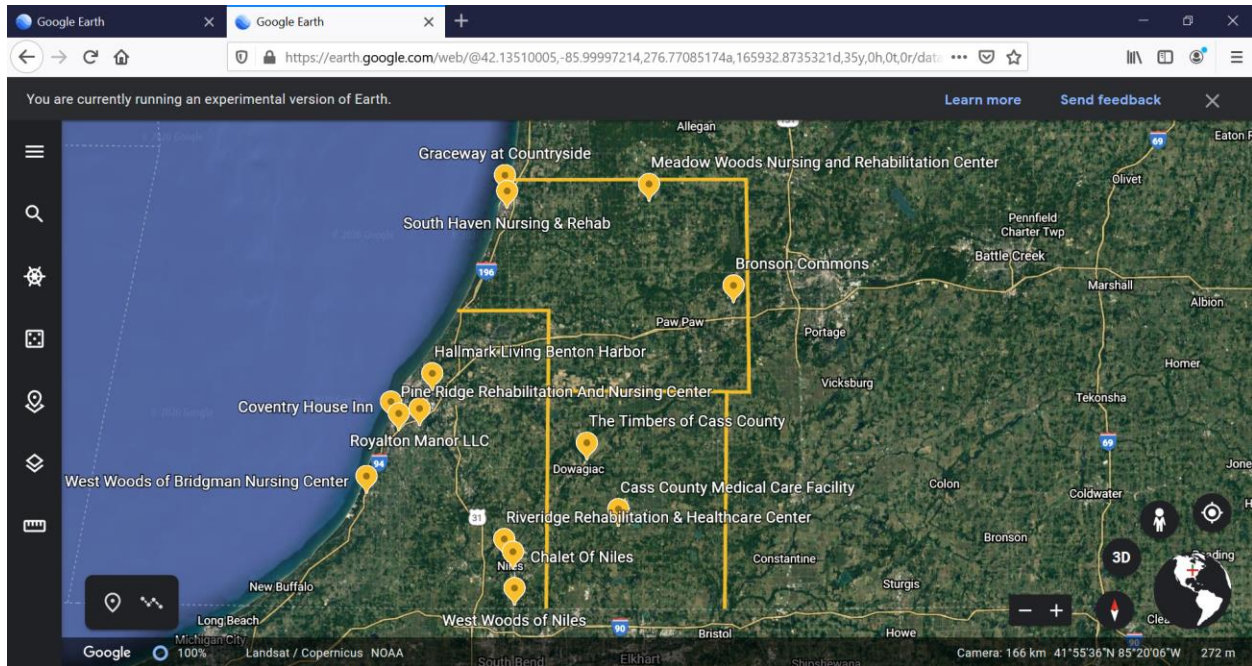 Google Earth
Google Earth
https://earth.google.com/web/@42.13510005,-85.99997214,276.77085174a,165932.8735321d,35y,0h,0t,0r/data
You are currently running an experimental version of Earth.
Learn more
Send feedback
Allegan
69
Eaton R
Graceway at Countryside
Meadow Woods Nursing and Rehabilitation Center
Olivet
South Haven Nursing & Rehab
Pennfield
Charter Twp
Battle Creek
196
Bronson Commons
Marshall
Albion
Paw Paw
Portage
Hallmark Living Benton Harbor
Homer
Vicksburg
Pine Ridge Rehabilitation And Nursing Center
Coventry House Inn
Tekonsha
The Timbers of Cass County
Royalton Manor LLC
69
94
Dowagiac
Jone
West Woods of Bridgman Nursing Center
Cass County Medical Care Facility
Colon
Coldwater
31
Riveridge Rehabilitation & Healthcare Center
Bronson
Chalet Of Niles
Niles
Constantine
3D
New Buffalo
Sturgis
Long Beach
West Woods of Niles
90
Bristol
Howe
Michigan City
Google
100%
Landsat / Copernicus NOAA
South Bend
Elkhart
Shipshewana
Camera: 166 km 41°55'36"N 85°20'06"W 272 m